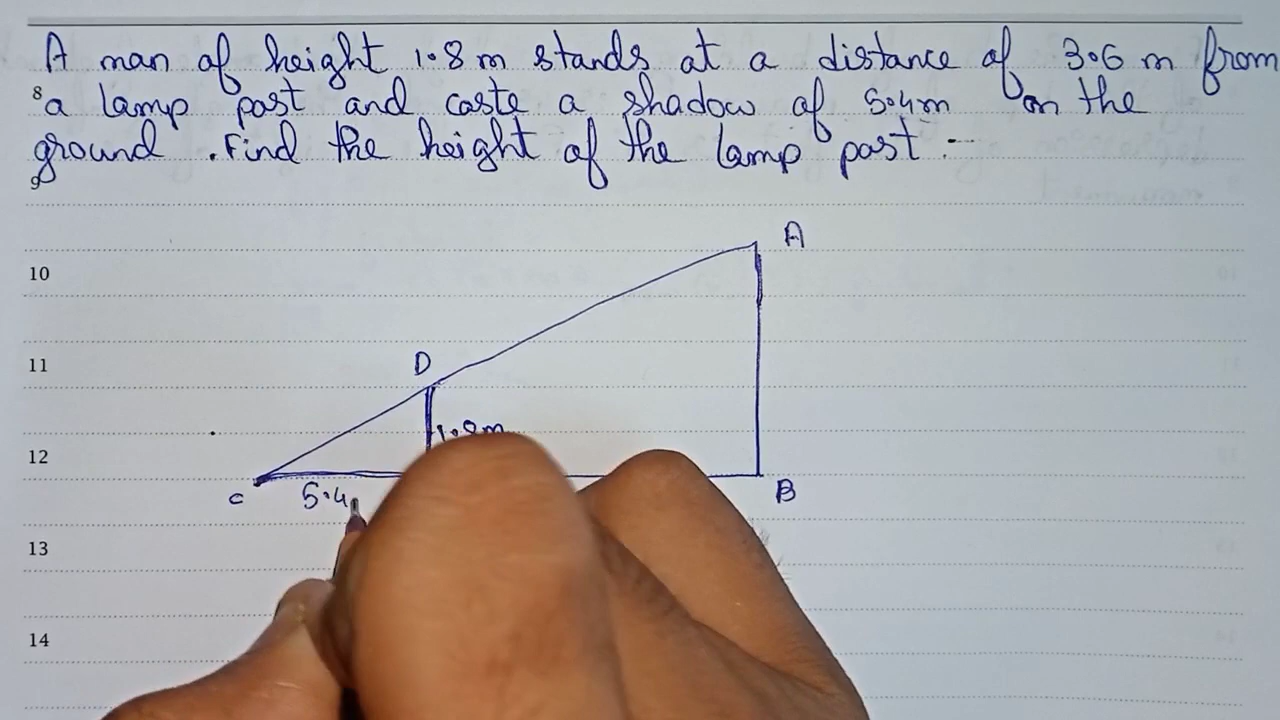 A man of height 1.8 m stands at a distance of 3.6 m from
8 a lamp post and caste a shadow of 5.4m on the
ground . Find the height of the lamp post :-
9
A
10
D
11
1.8m
12
C 5.4 B
13
14